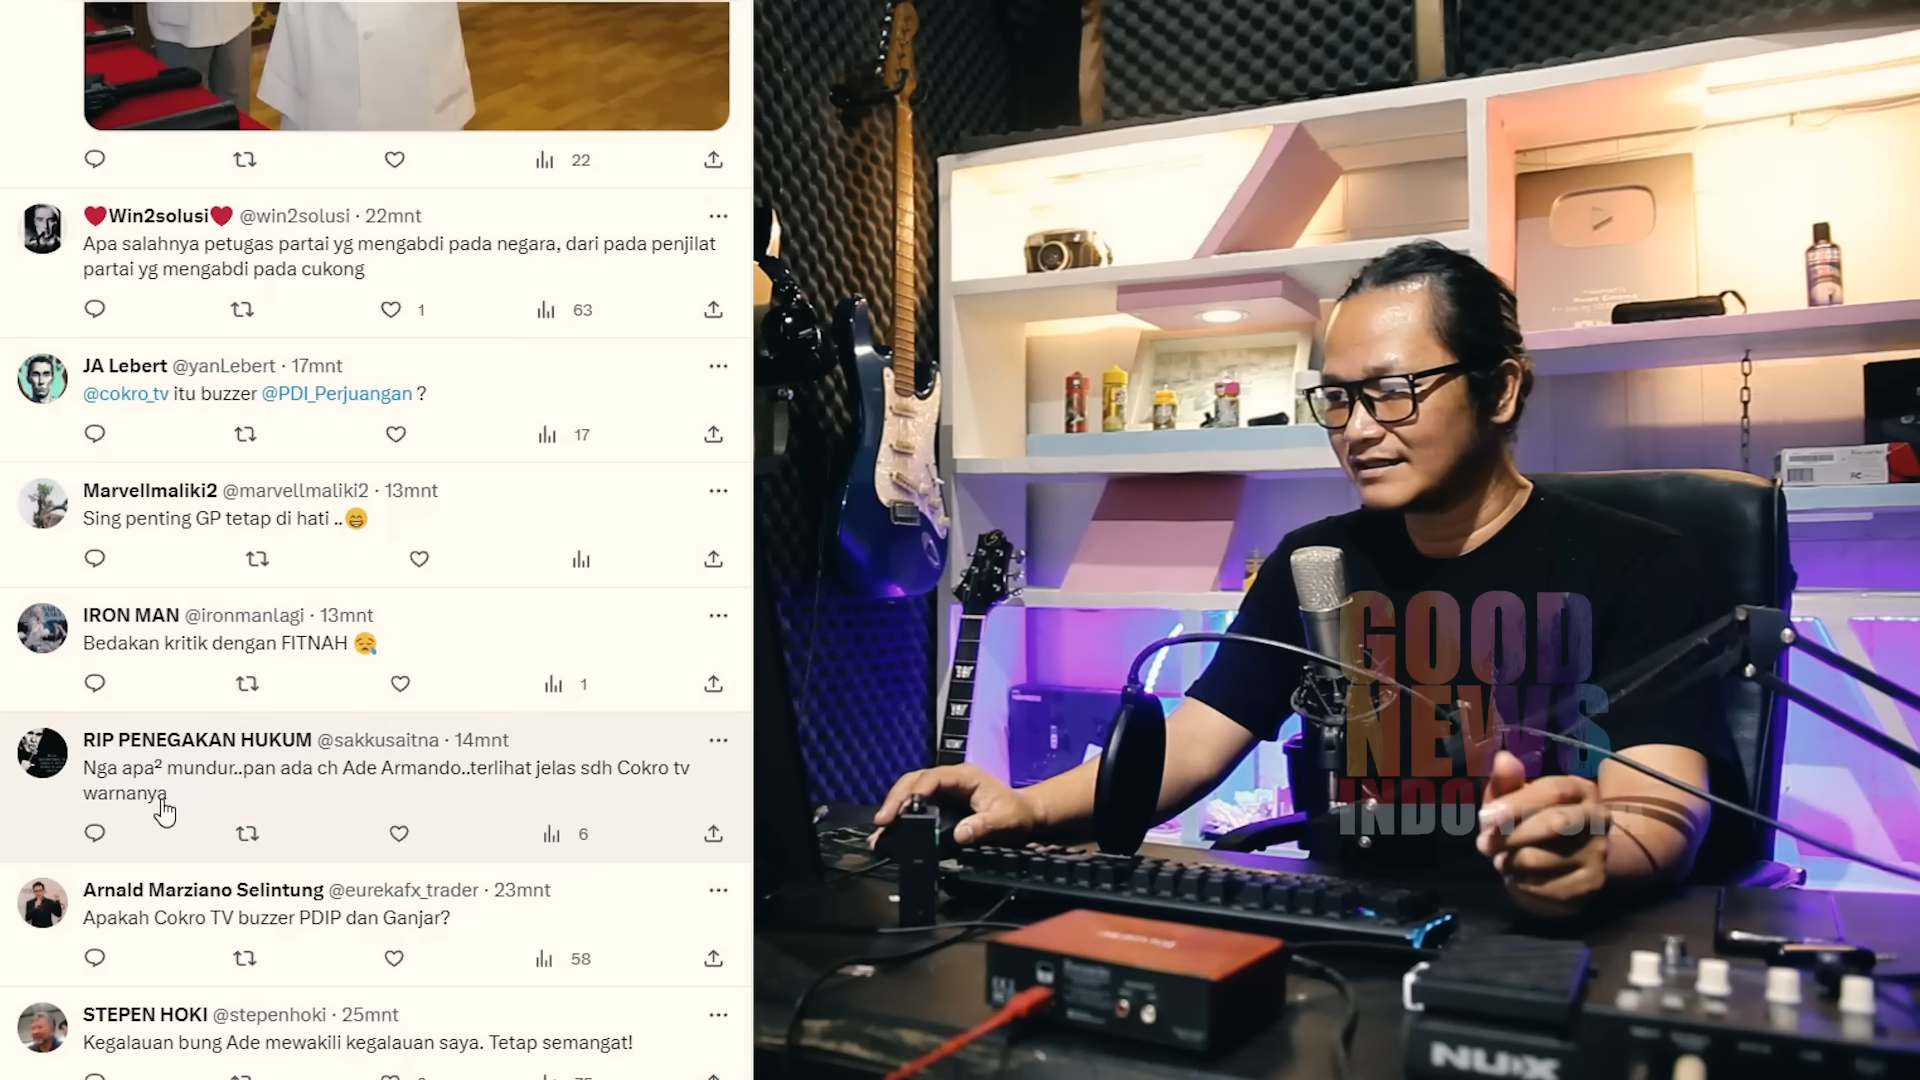 22
❤️Win2solusi❤️ @win2solusi · 22mnt
Apa salahnya petugas partai yg mengabdi pada negara, dari pada penjilat
partai yg mengabdi pada cukong
1
63
JA Lebert @yanLebert · 17mnt
@cokro_tv itu buzzer @PDI_Perjuangan ?
17
Marvellmaliki2 @marvellmaliki2 · 13mnt
Sing penting GP tetap di hati ..😁
IRON MAN @ironmanlagi · 13mnt
Bedakan kritik dengan FITNAH 😪
1
RIP PENEGAKAN HUKUM @sakkusaitna · 14mnt
Nga apa² mundur..pan ada ch Ade Armando..terlihat jelas sdh Cokro tv
warnanya
6
Arnald Marziano Selintung @eurekafx_trader · 23mnt
Apakah Cokro TV buzzer PDIP dan Ganjar?
58
STEPEN HOKI @stepenhoki · 25mnt
Kegalauan bung Ade mewakili kegalauan saya. Tetap semangat!
GOOD
NEWS
INDONESIA
NUX